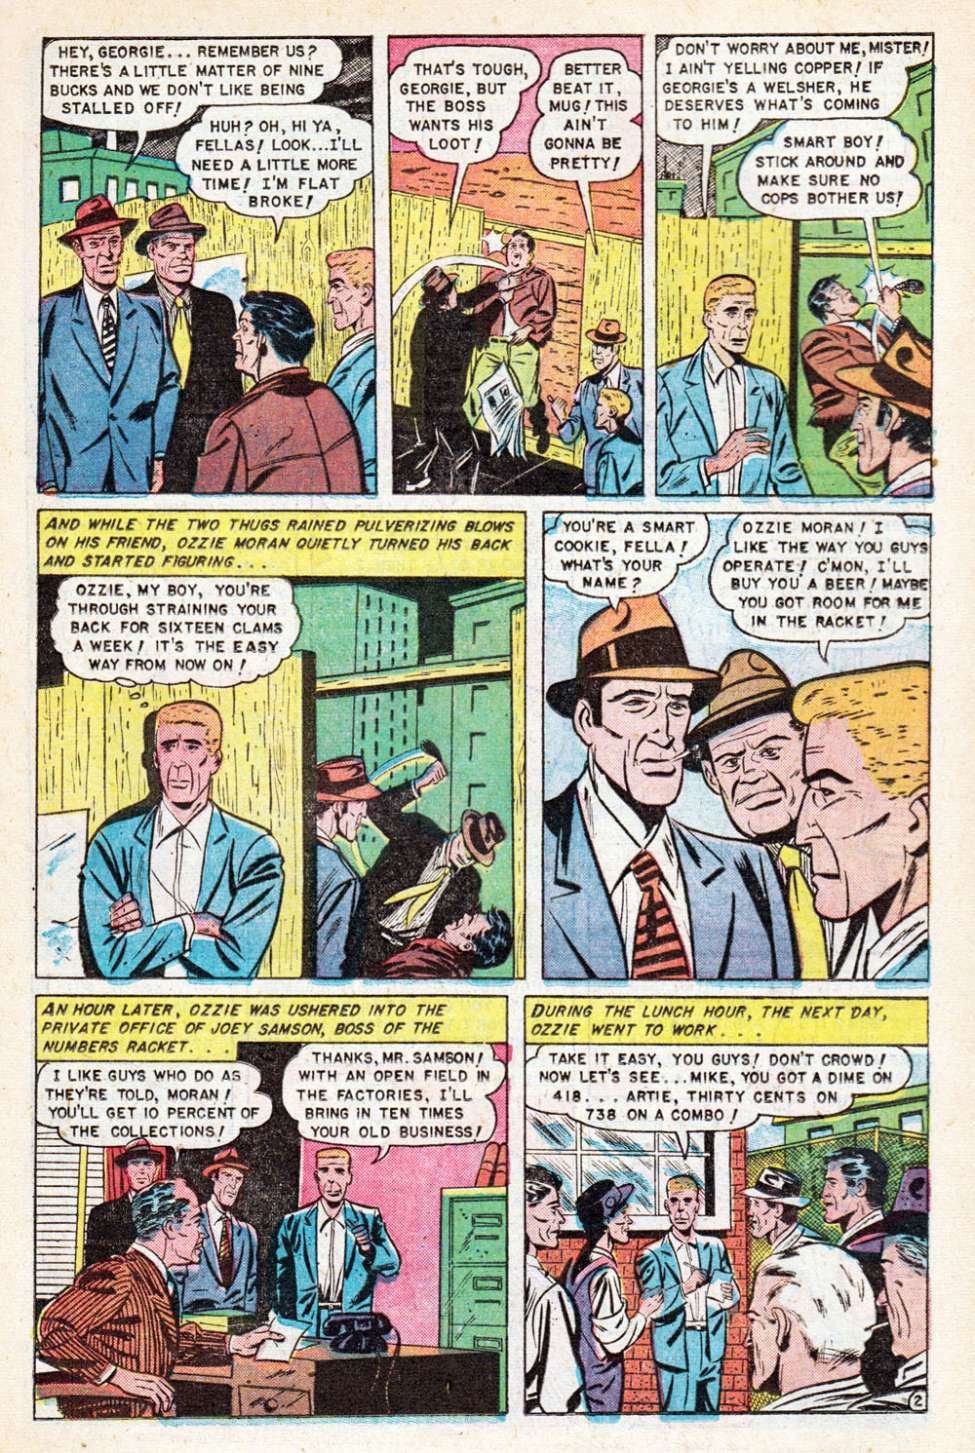 HEY, GEORGIE... REMEMBER US?
THERE'S A LITTLE MATTER OF NINE
BUCKS AND WE DON'T LIKE BEING
STALLED OFF!
HUH? OH, HI YA,
FELLAS! LOOK...I'LL
NEED A LITTLE MORE
TIME! I'M FLAT
BROKE!
THAT'S TOUGH,
GEORGIE, BUT
THE BOSS
WANTS HIS
LOOT!
BETTER
BEAT IT,
MUG! THIS
AIN'T
GONNA BE
PRETTY!
DON'T WORRY ABOUT ME, MISTER!
I AIN'T YELLING COPPER! IF
GEORGIE'S A WELSHER, HE
DESERVES WHAT'S COMING
TO HIM!
SMART BOY!
STICK AROUND AND
MAKE SURE NO
COPS BOTHER US!
AND WHILE THE TWO THUGS RAINED PULVERIZING BLOWS
ON HIS FRIEND, OZZIE MORAN QUIETLY TURNED HIS BACK
AND STARTED FIGURING...
OZZIE, MY BOY, YOU'RE
THROUGH STRAINING YOUR
BACK FOR SIXTEEN CLAMS
A WEEK! IT'S THE EASY
WAY FROM NOW ON!
YOU'RE A SMART
COOKIE, FELLA!
WHAT'S YOUR
NAME?
OZZIE MORAN! I
LIKE THE WAY YOU GUYS
OPERATE! C'MON, I'LL
BUY YOU A BEER! MAYBE
YOU GOT ROOM FOR ME
IN THE RACKET!
AN HOUR LATER, OZZIE WAS USHERED INTO THE
PRIVATE OFFICE OF JOEY SAMSON, BOSS OF THE
NUMBERS RACKET...
I LIKE GUYS WHO DO AS
THEY'RE TOLD, MORAN!
YOU'LL GET 10 PERCENT OF
THE COLLECTIONS!
THANKS, MR. SAMSON!
WITH AN OPEN FIELD IN
THE FACTORIES, I'LL
BRING IN TEN TIMES
YOUR OLD BUSINESS!
DURING THE LUNCH HOUR, THE NEXT DAY,
OZZIE WENT TO WORK...
TAKE IT EASY, YOU GUYS! DON'T CROWD!
NOW LET'S SEE...MIKE, YOU GOT A DIME ON
418... ARTIE, THIRTY CENTS ON
738 ON A COMBO!
2